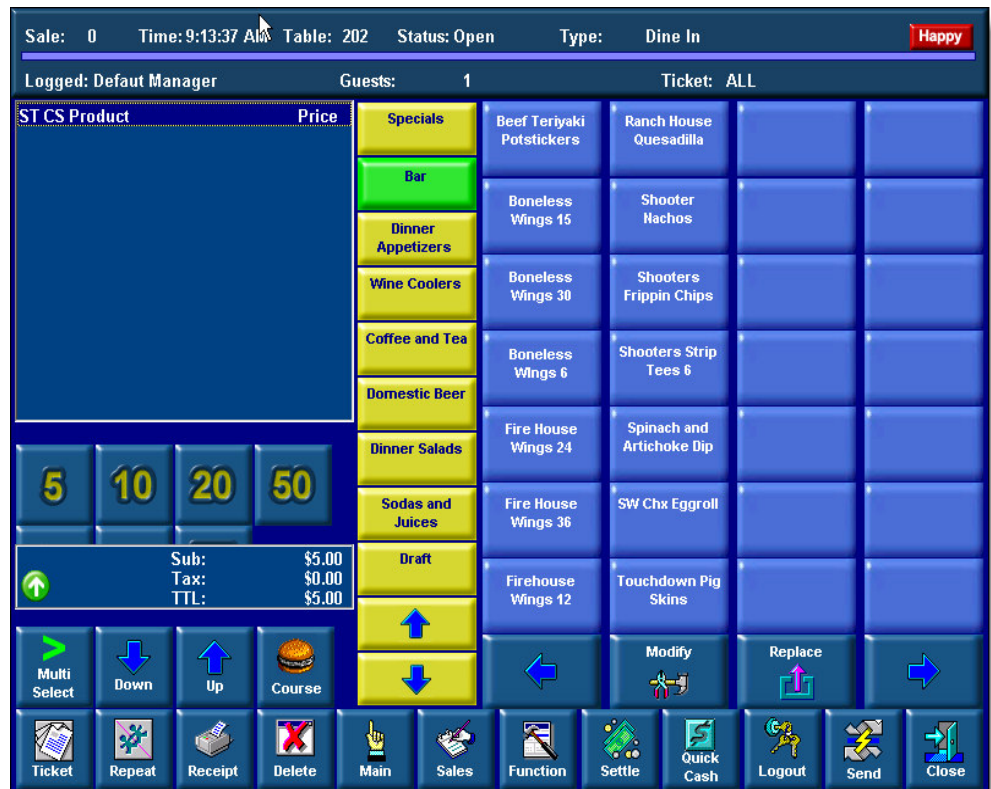 Sale: 0 Time: 9:13:37 AM Table: 202 Status: Open Type: Dine In Happy
Logged: Defaut Manager Guests: 1 Ticket: ALL
ST CS Product Price
Specials
Bar
Dinner
Appetizers
Wine Coolers
Coffee and Tea
Domestic Beer
Dinner Salads
Sodas and
Juices
Draft
Beef Teriyaki
Potstickers
Ranch House
Quesadilla
Boneless
Wings 15
Shooter
Nachos
Boneless
Wings 30
Shooters
Frippin Chips
Boneless
WIngs 6
Shooters Strip
Tees 6
Fire House
Wings 24
Spinach and
Artichoke Dip
Fire House
Wings 36
SW Chx Eggroll
Firehouse
Wings 12
Touchdown Pig
Skins
5 10 20 50
Sub: $5.00
Tax: $0.00
TTL: $5.00
Multi
Select
Down
Up
Course
Modify
Replace
Ticket
Repeat
Receipt
Delete
Main
Sales
Function
Settle
Quick
Cash
Logout
Send
Close